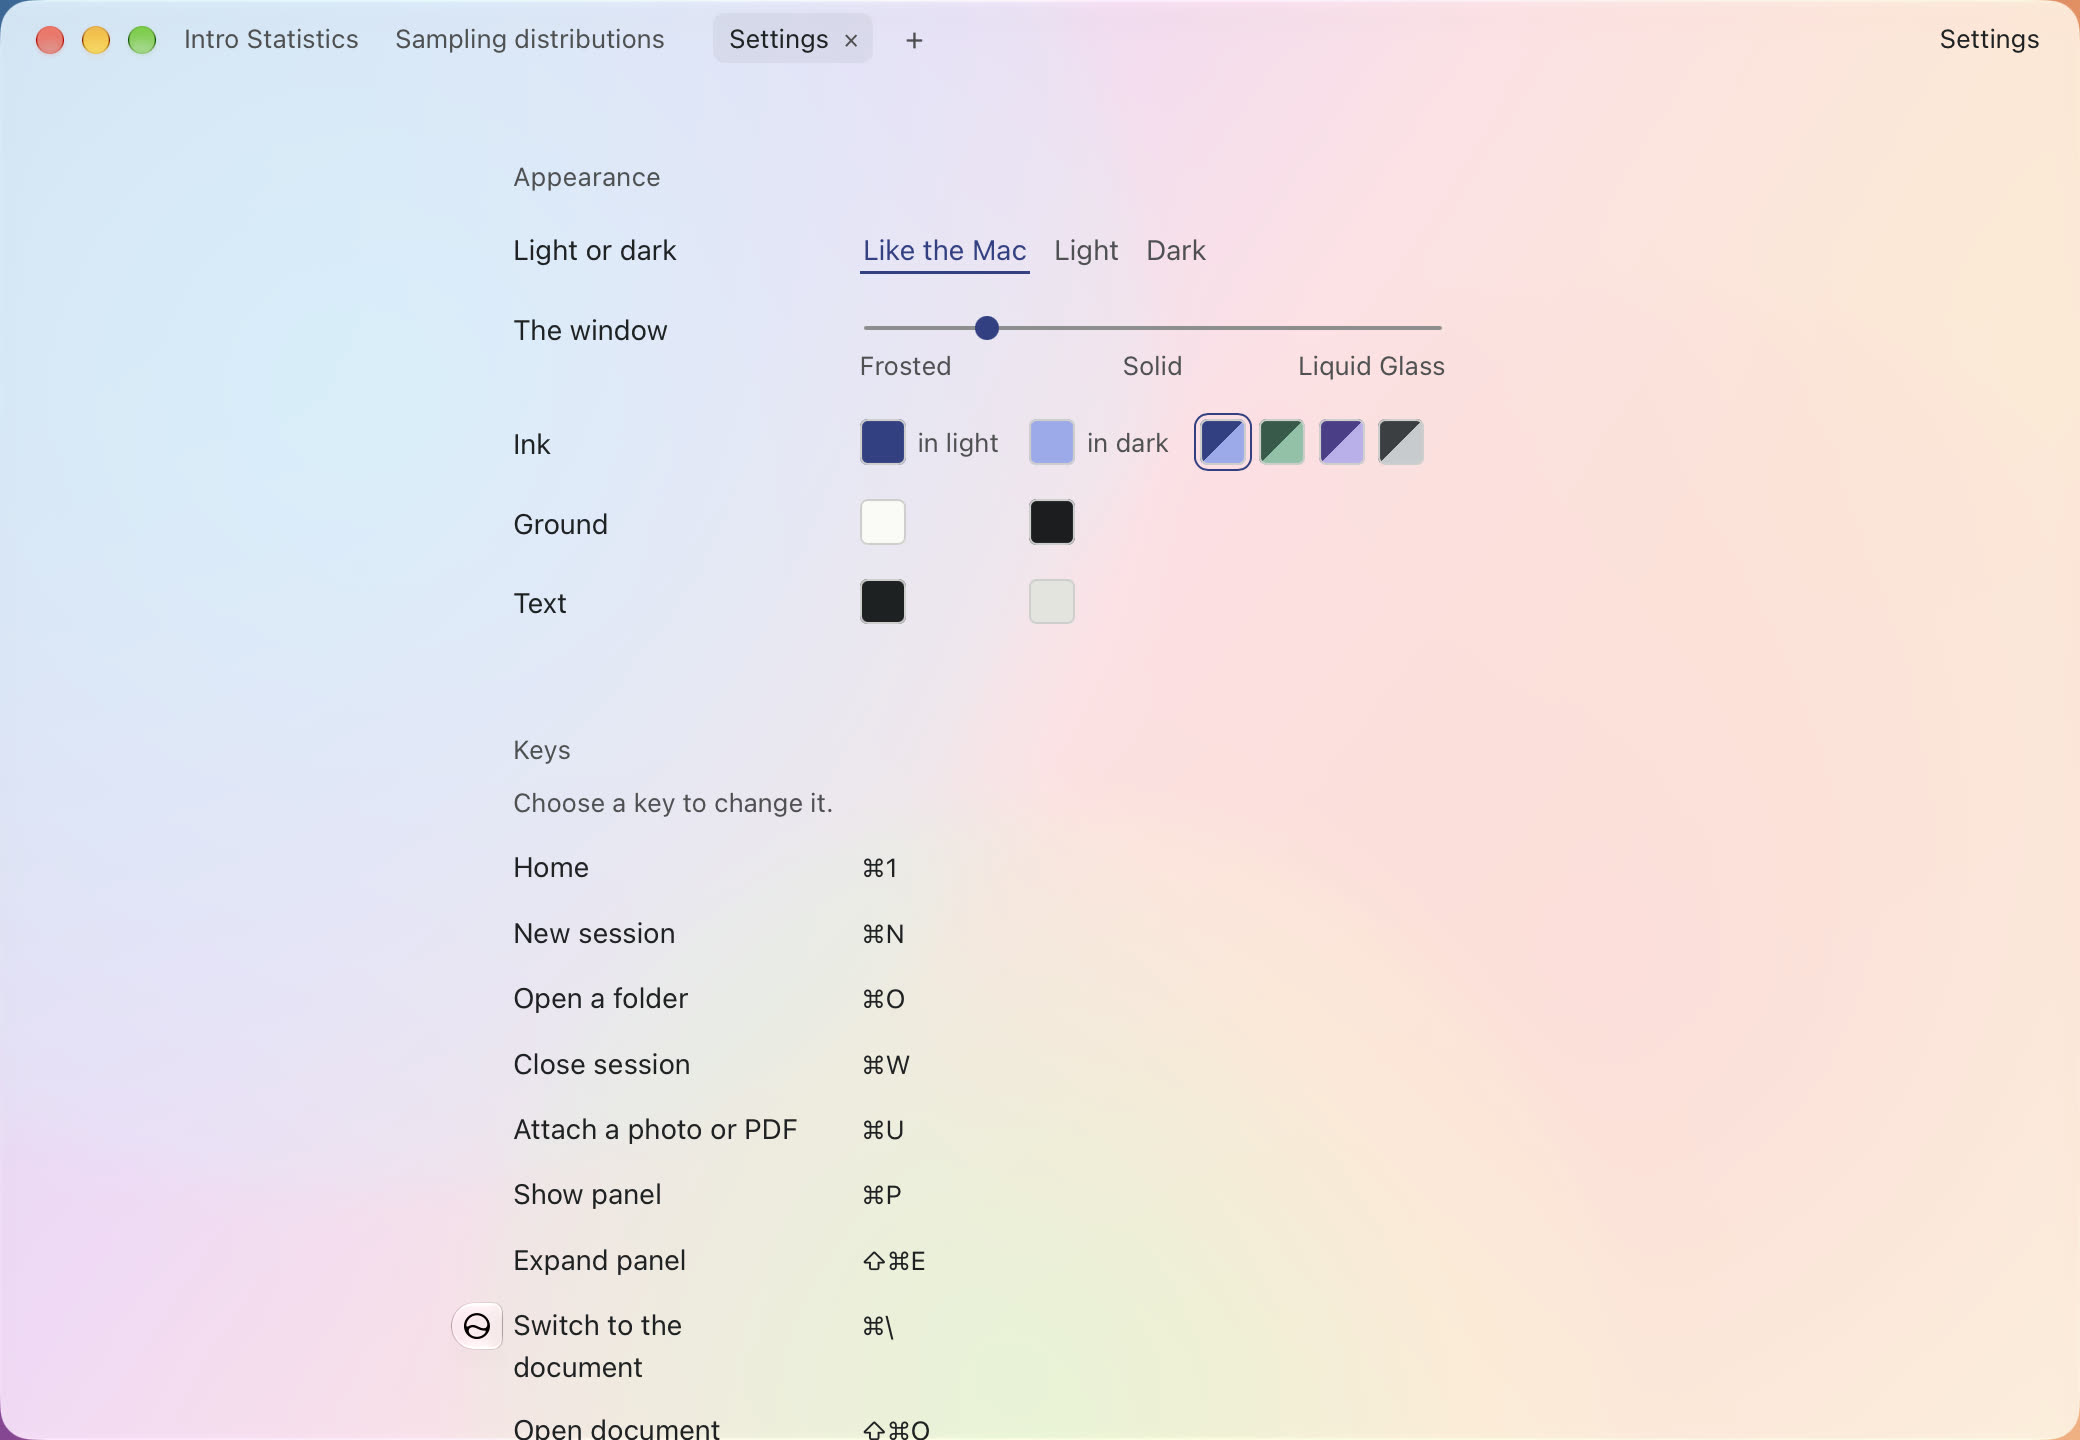 Intro Statistics
Sampling distributions
Settings ×
+
Settings
Appearance
Light or dark
Like the Mac
Light
Dark
The window
Frosted
Solid
Liquid Glass
Ink
in light
in dark
Ground
Text
Keys
Choose a key to change it.
Home
⌘1
New session
⌘N
Open a folder
⌘O
Close session
⌘W
Attach a photo or PDF
⌘U
Show panel
⌘P
Expand panel
⇧⌘E
Switch to the
document
⌘\
Open document
⇧⌘O